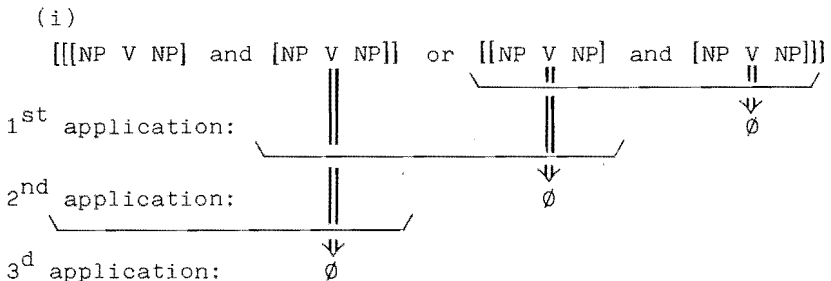 (i)
[[[NP V NP] and [NP V NP]] or [[NP V NP] and [NP V NP]]]
1st application: ∅
2nd application: ∅
3d application: ∅